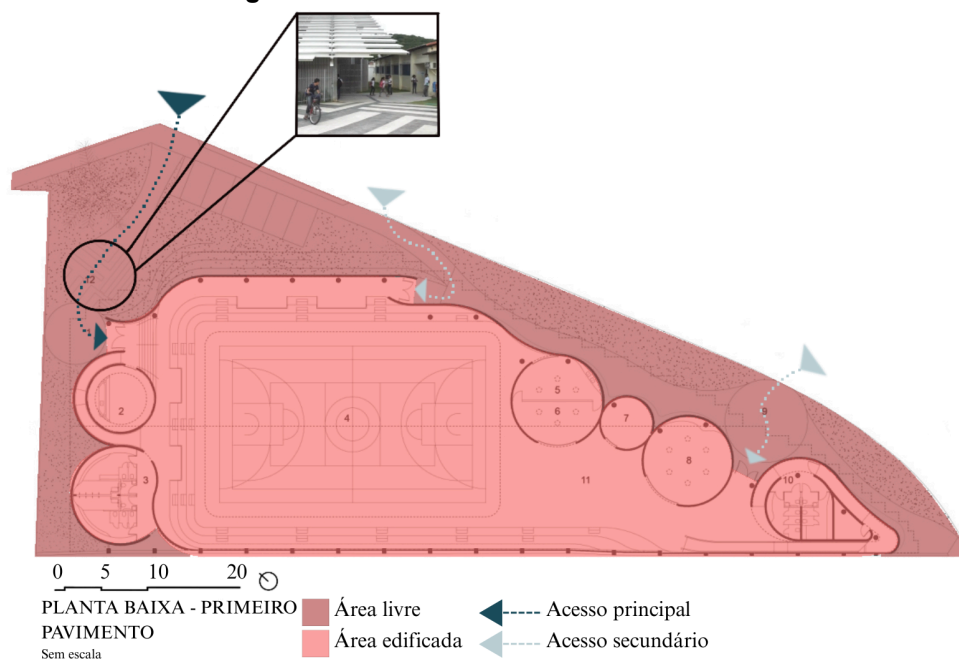 12
2
3
4
5
6
7
8
9
10
11
0 5 10 20
PLANTA BAIXA - PRIMEIRO
PAVIMENTO
Sem escala
Área livre
Área edificada
Acesso principal
Acesso secundário